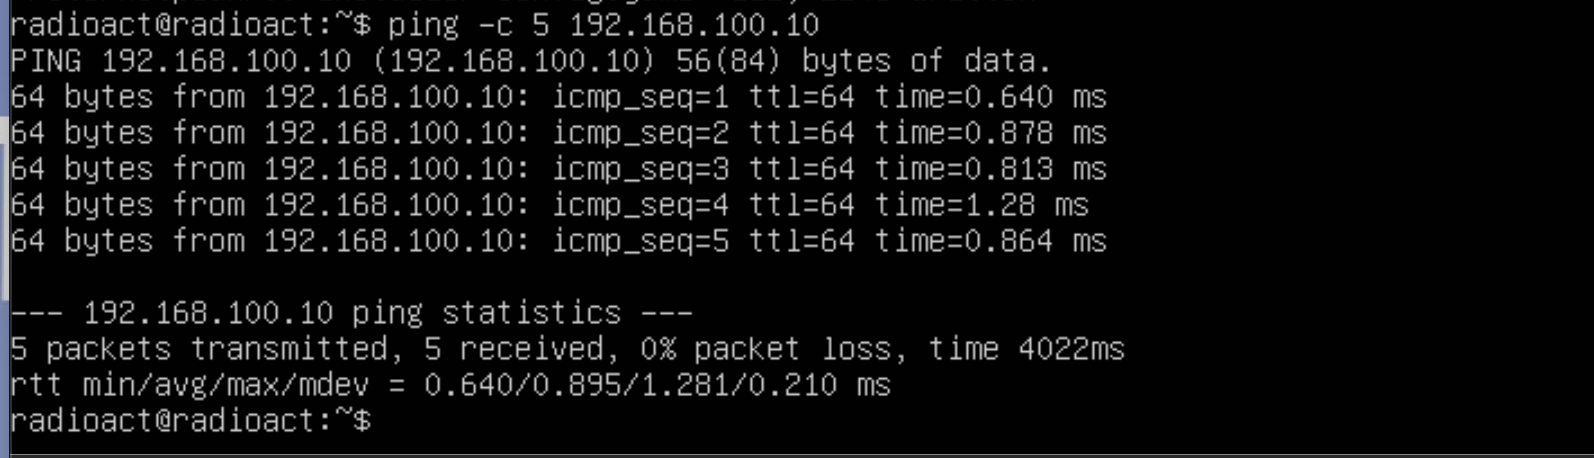 radioact@radioact:~$ ping -c 5 192.168.100.10
PING 192.168.100.10 (192.168.100.10) 56(84) bytes of data.
64 bytes from 192.168.100.10: icmp_seq=1 ttl=64 time=0.640 ms
64 bytes from 192.168.100.10: icmp_seq=2 ttl=64 time=0.878 ms
64 bytes from 192.168.100.10: icmp_seq=3 ttl=64 time=0.813 ms
64 bytes from 192.168.100.10: icmp_seq=4 ttl=64 time=1.28 ms
64 bytes from 192.168.100.10: icmp_seq=5 ttl=64 time=0.864 ms

--- 192.168.100.10 ping statistics ---
5 packets transmitted, 5 received, 0% packet loss, time 4022ms
rtt min/avg/max/mdev = 0.640/0.895/1.281/0.210 ms
radioact@radioact:~$